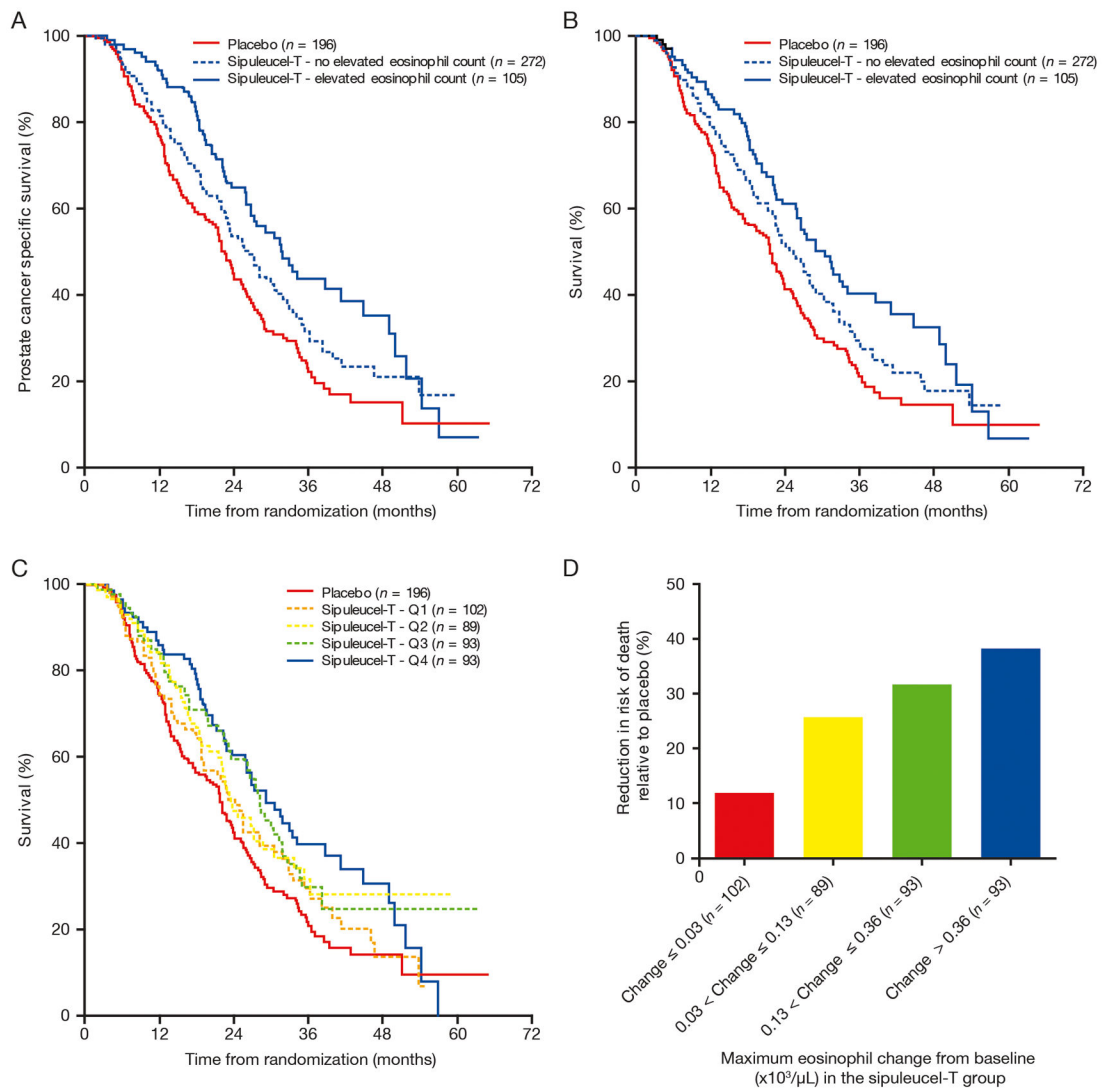 A
Prostate cancer specific survival (%)
100
80
60
40
20
0
Placebo (n = 196)
Sipuleucel-T - no elevated eosinophil count (n = 272)
Sipuleucel-T - elevated eosinophil count (n = 105)
0 12 24 36 48 60 72
Time from randomization (months)
B
Survival (%)
100
80
60
40
20
0
Placebo (n = 196)
Sipuleucel-T - no elevated eosinophil count (n = 272)
Sipuleucel-T - elevated eosinophil count (n = 105)
0 12 24 36 48 60 72
Time from randomization (months)
C
Survival (%)
100
80
60
40
20
0
Placebo (n = 196)
Sipuleucel-T - Q1 (n = 102)
Sipuleucel-T - Q2 (n = 89)
Sipuleucel-T - Q3 (n = 93)
Sipuleucel-T - Q4 (n = 93)
0 12 24 36 48 60 72
Time from randomization (months)
D
Reduction in risk of death
relative to placebo (%)
50
40
30
20
10
0
0
Change ≤ 0.03 (n = 102)
0.03 < Change ≤ 0.13 (n = 89)
0.13 < Change ≤ 0.36 (n = 93)
Change > 0.36 (n = 93)
Maximum eosinophil change from baseline
(x10³/µL) in the sipuleucel-T group